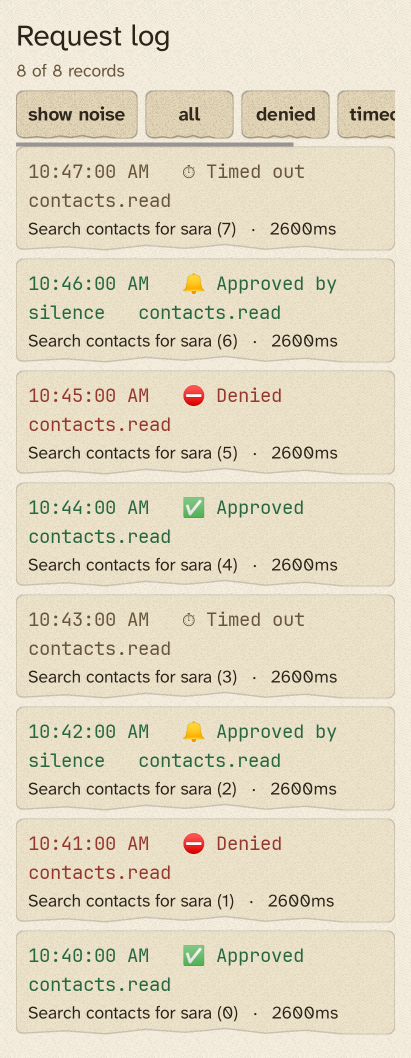 Request log
8 of 8 records
show noise all denied
10:47:00 AM ⏱ Timed out
contacts.read
Search contacts for sara (7) · 2600ms
10:46:00 AM 🔔 Approved by
silence contacts.read
Search contacts for sara (6) · 2600ms
10:45:00 AM ⛔ Denied
contacts.read
Search contacts for sara (5) · 2600ms
10:44:00 AM ✅ Approved
contacts.read
Search contacts for sara (4) · 2600ms
10:43:00 AM ⏱ Timed out
contacts.read
Search contacts for sara (3) · 2600ms
10:42:00 AM 🔔 Approved by
silence contacts.read
Search contacts for sara (2) · 2600ms
10:41:00 AM ⛔ Denied
contacts.read
Search contacts for sara (1) · 2600ms
10:40:00 AM ✅ Approved
contacts.read
Search contacts for sara (0) · 2600ms